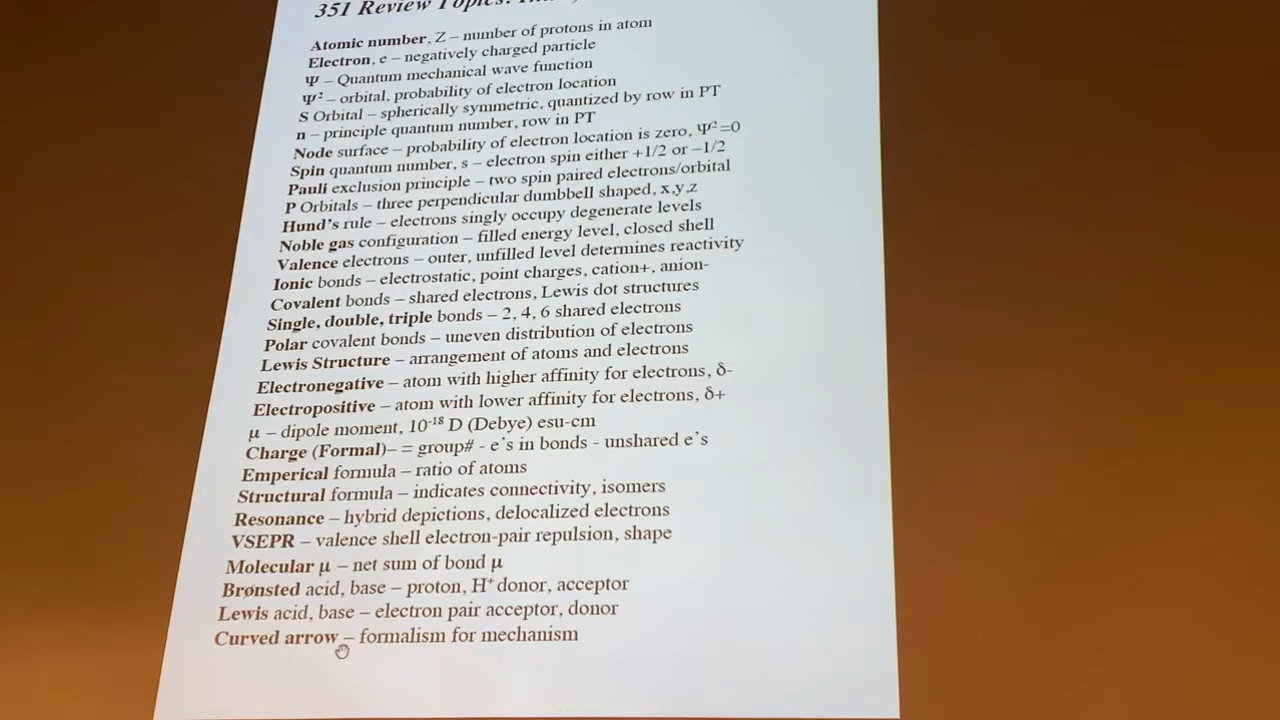 351 Review Topics:
Atomic number, Z – number of protons in atom
Electron, e – negatively charged particle
Ψ – Quantum mechanical wave function
Ψ² – orbital, probability of electron location
S Orbital – spherically symmetric, quantized by row in PT
n – principle quantum number, row in PT
Node surface – probability of electron location is zero, Ψ²=0
Spin quantum number, s – electron spin either +1/2 or –1/2
Pauli exclusion principle – two spin paired electrons/orbital
P Orbitals – three perpendicular dumbbell shaped, x,y,z
Hund's rule – electrons singly occupy degenerate levels
Noble gas configuration – filled energy level, closed shell
Valence electrons – outer, unfilled level determines reactivity
Ionic bonds – electrostatic, point charges, cation+, anion-
Covalent bonds – shared electrons, Lewis dot structures
Single, double, triple bonds – 2, 4, 6 shared electrons
Polar covalent bonds – uneven distribution of electrons
Lewis Structure – arrangement of atoms and electrons
Electronegative – atom with higher affinity for electrons, δ-
Electropositive – atom with lower affinity for electrons, δ+
μ – dipole moment, 10⁻¹⁸ D (Debye) esu-cm
Charge (Formal)– = group# - e's in bonds - unshared e's
Emperical formula – ratio of atoms
Structural formula – indicates connectivity, isomers
Resonance – hybrid depictions, delocalized electrons
VSEPR – valence shell electron-pair repulsion, shape
Molecular μ – net sum of bond μ
Brønsted acid, base – proton, H⁺ donor, acceptor
Lewis acid, base – electron pair acceptor, donor
Curved arrow – formalism for mechanism